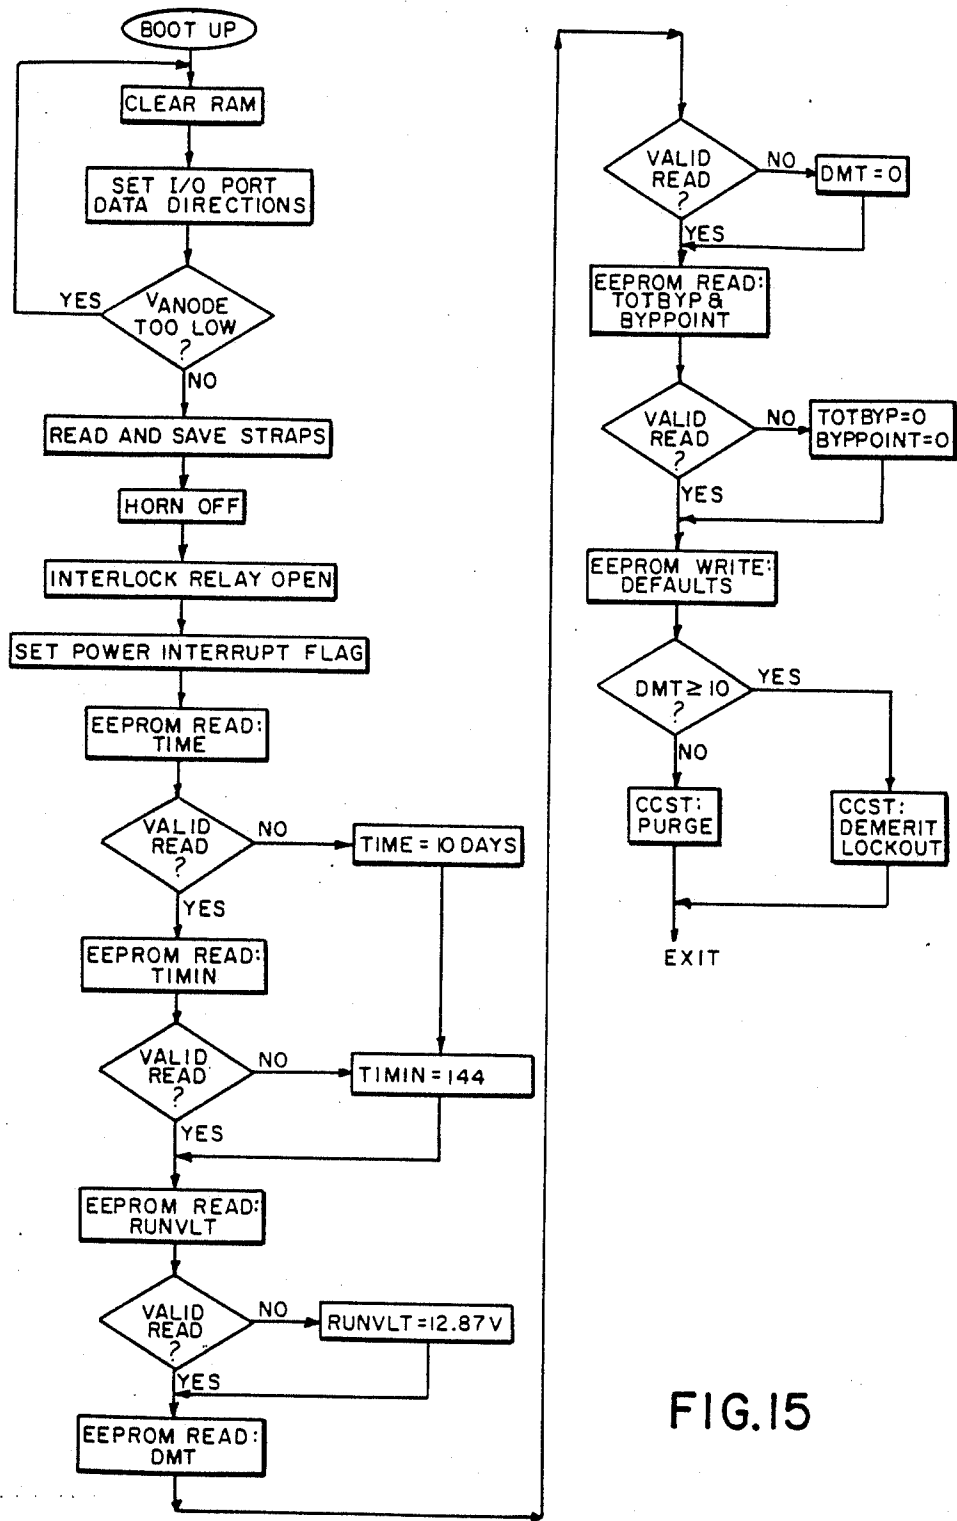 BOOT UP
CLEAR RAM
SET I/O PORT
DATA DIRECTIONS
YES
VANODE
TOO LOW
?
NO
READ AND SAVE STRAPS
HORN OFF
INTERLOCK RELAY OPEN
SET POWER INTERRUPT FLAG
EEPROM READ:
TIME
VALID
READ
?
NO
TIME = 10 DAYS
YES
EEPROM READ:
TIMIN
VALID
READ
?
NO
TIMIN = 144
YES
EEPROM READ:
RUNVLT
VALID
READ
?
NO
RUNVLT=12.87V
YES
EEPROM READ:
DMT
VALID
READ
?
NO
DMT = 0
YES
EEPROM READ:
TOTBYP &
BYPPOINT
VALID
READ
?
NO
TOTBYP=0
BYPPOINT=0
YES
EEPROM WRITE:
DEFAULTS
DMT ≥ 10
?
YES
NO
CCST:
PURGE
CCST:
DEMERIT
LOCKOUT
EXIT
FIG.15